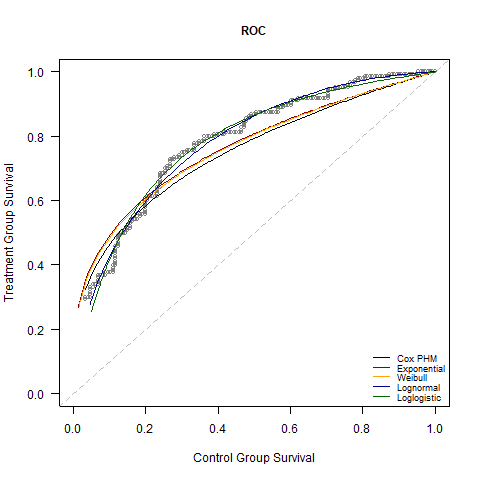 ROC
Treatment Group Survival
1.0
0.8
0.6
0.4
0.2
0.0
Cox PHM
Exponential
Weibull
Lognormal
Loglogistic
0.0 0.2 0.4 0.6 0.8 1.0
Control Group Survival